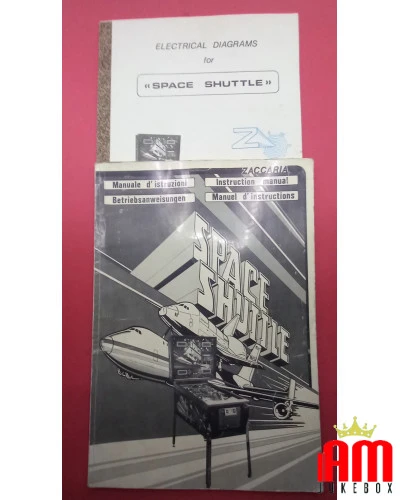 ELECTRICAL DIAGRAMS
for
"SPACE SHUTTLE"
ZACCARIA
Manuale d'istruzioni
Instruction manual
Betriebsanweisungen
Manuel d'instructions
SPACE
SHUTTLE
AM
JUKEBOX